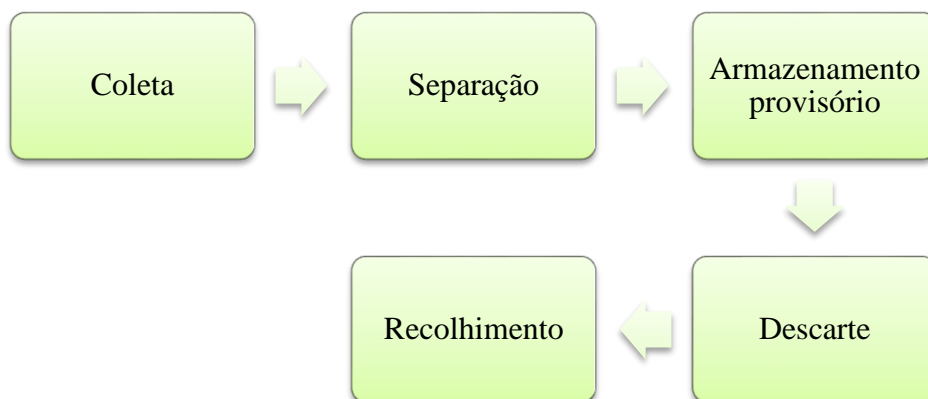 Coleta
Separação
Armazenamento
provisório
Descarte
Recolhimento